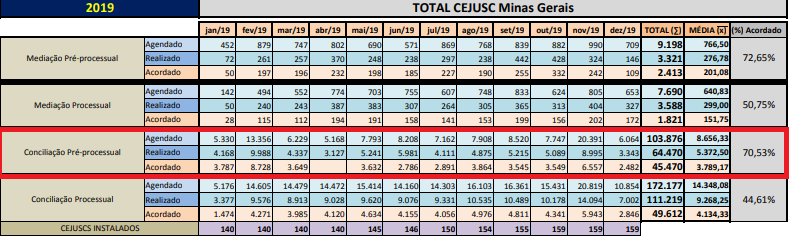 2019 TOTAL CEJUSC Minas Gerais
jan/19 fev/19 mar/19 abr/19 mai/19 jun/19 jul/19 ago/19 set/19 out/19 nov/19 dez/19 TOTAL (∑) MÉDIA (x) (%) Acordado
Mediação Pré-processual
Agendado 452 879 747 802 690 571 869 768 839 882 990 709 9.198 766,50
Realizado 72 261 257 370 248 238 297 238 442 428 324 146 3.321 276,78
Acordado 50 197 196 232 198 185 227 190 255 332 242 109 2.413 201,08
72,65%
Mediação Processual
Agendado 142 494 552 774 703 755 607 748 833 624 805 653 7.690 640,83
Realizado 50 240 243 387 383 307 264 305 365 313 404 327 3.588 299,00
Acordado 28 115 112 194 191 158 141 153 199 156 202 172 1.821 151,75
50,75%
Conciliação Pré-processual
Agendado 5.330 13.356 6.229 5.168 7.793 8.208 7.162 7.908 8.520 7.747 20.391 6.064 103.876 8.656,33
Realizado 4.168 9.988 4.337 3.127 5.241 5.981 4.111 4.875 5.215 5.089 8.995 3.343 64.470 5.372,50
Acordado 3.787 8.728 3.649 3.632 2.786 2.891 3.864 3.545 3.549 6.557 2.482 45.470 3.789,17
70,53%
Conciliação Processual
Agendado 5.176 14.605 14.479 14.472 15.414 14.160 14.303 16.103 16.361 15.431 20.819 10.854 172.177 14.348,08
Realizado 3.377 9.576 8.913 9.028 9.620 9.076 9.331 10.535 10.489 10.178 14.094 7.002 111.219 9.268,25
Acordado 1.474 4.271 3.985 4.120 4.634 4.155 4.056 4.976 4.811 4.341 5.943 2.846 49.612 4.134,33
44,61%
CEJUSCS INSTALADOS 140 140 140 140 145 146 150 154 155 159 159 159